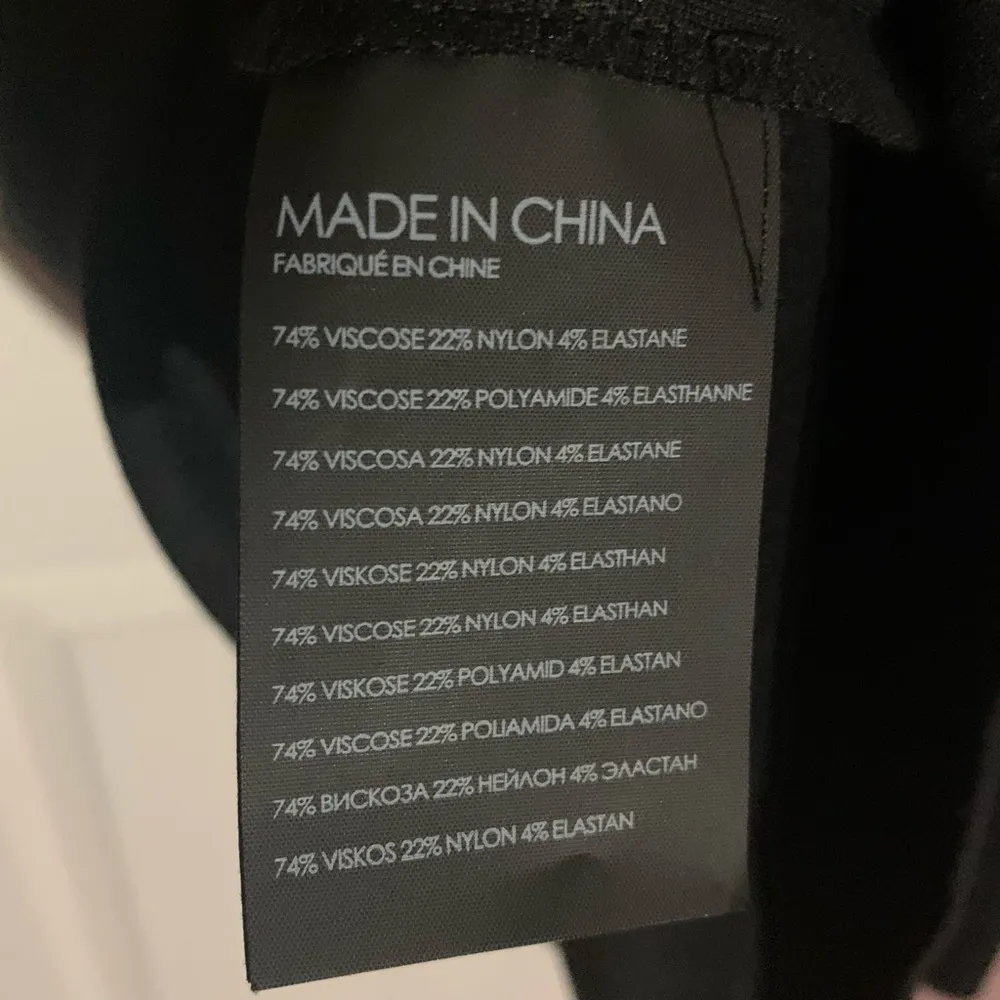 MADE IN CHINA
FABRIQUÉ EN CHINE
74% VISCOSE 22% NYLON 4% ELASTANE
74% VISCOSE 22% POLYAMIDE 4% ELASTHANNE
74% VISCOSA 22% NYLON 4% ELASTANE
74% VISCOSA 22% NYLON 4% ELASTANO
74% VISKOSE 22% NYLON 4% ELASTHAN
74% VISCOSE 22% NYLON 4% ELASTHAN
74% VISKOSE 22% POLYAMID 4% ELASTAN
74% VISCOSE 22% POLIAMIDA 4% ELASTANO
74% ВИСКОЗА 22% НЕЙЛОН 4% ЭЛАСТАН
74% VISKOS 22% NYLON 4% ELASTAN